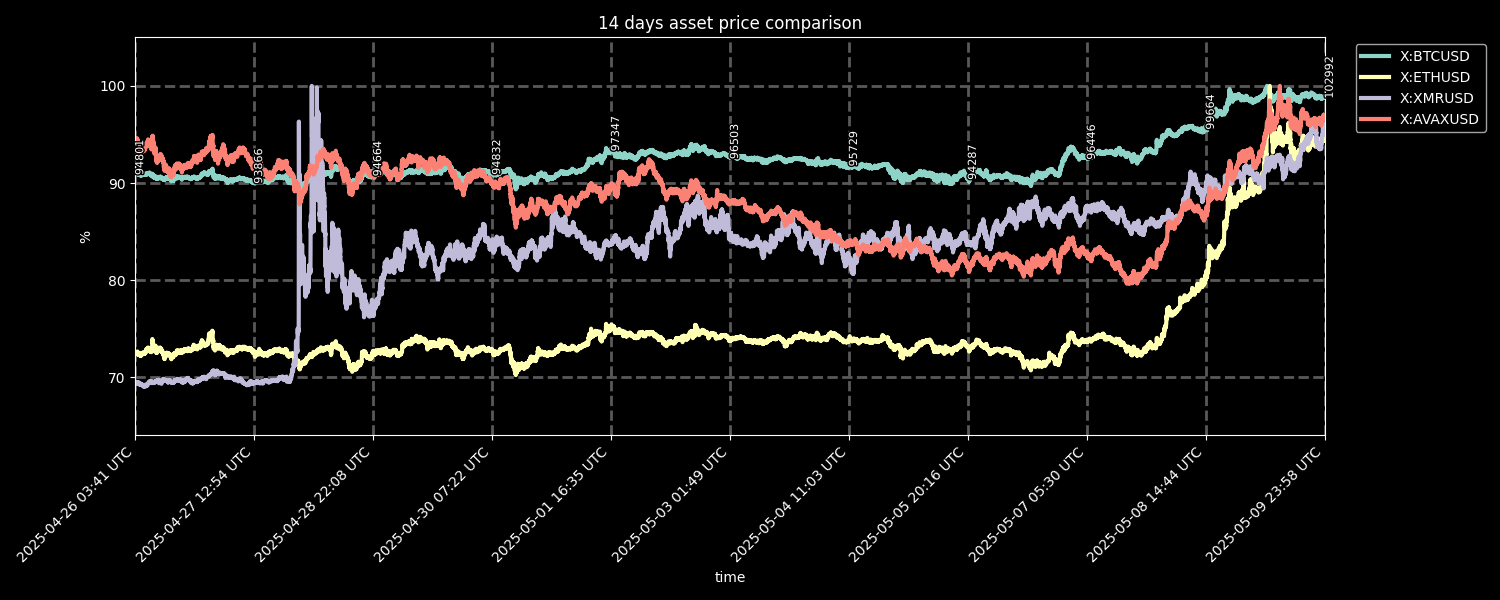 14 days asset price comparison
X:BTCUSD
X:ETHUSD
X:XMRUSD
X:AVAXUSD
%
100
90
80
70
94801
93866
94664
94832
97347
96503
95729
94287
96446
99664
102992
2025-04-26 03:41 UTC
2025-04-27 12:54 UTC
2025-04-28 22:08 UTC
2025-04-30 07:22 UTC
2025-05-01 16:35 UTC
2025-05-03 01:49 UTC
2025-05-04 11:03 UTC
2025-05-05 20:16 UTC
2025-05-07 05:30 UTC
2025-05-08 14:44 UTC
2025-05-09 23:58 UTC
time